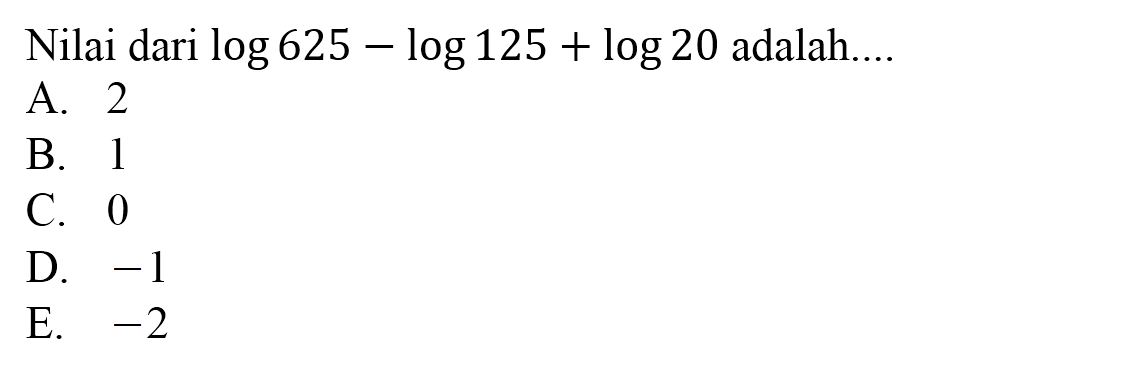 Nilai dari log 625 − log 125 + log 20 adalah....
A. 2
B. 1
C. 0
D. −1
E. −2